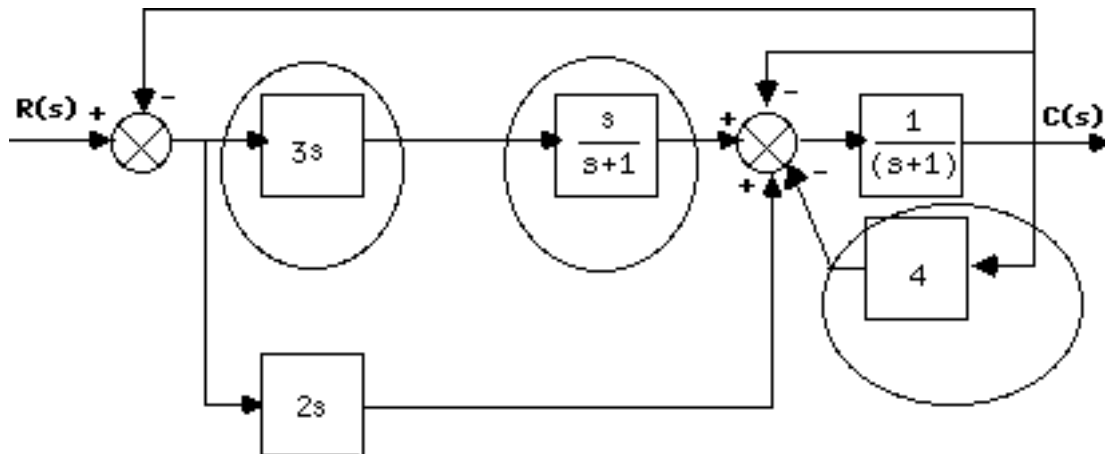 -
R(s) +
3s
s
s+1
+
-
+
-
1
(s+1)
C(s)
4
2s